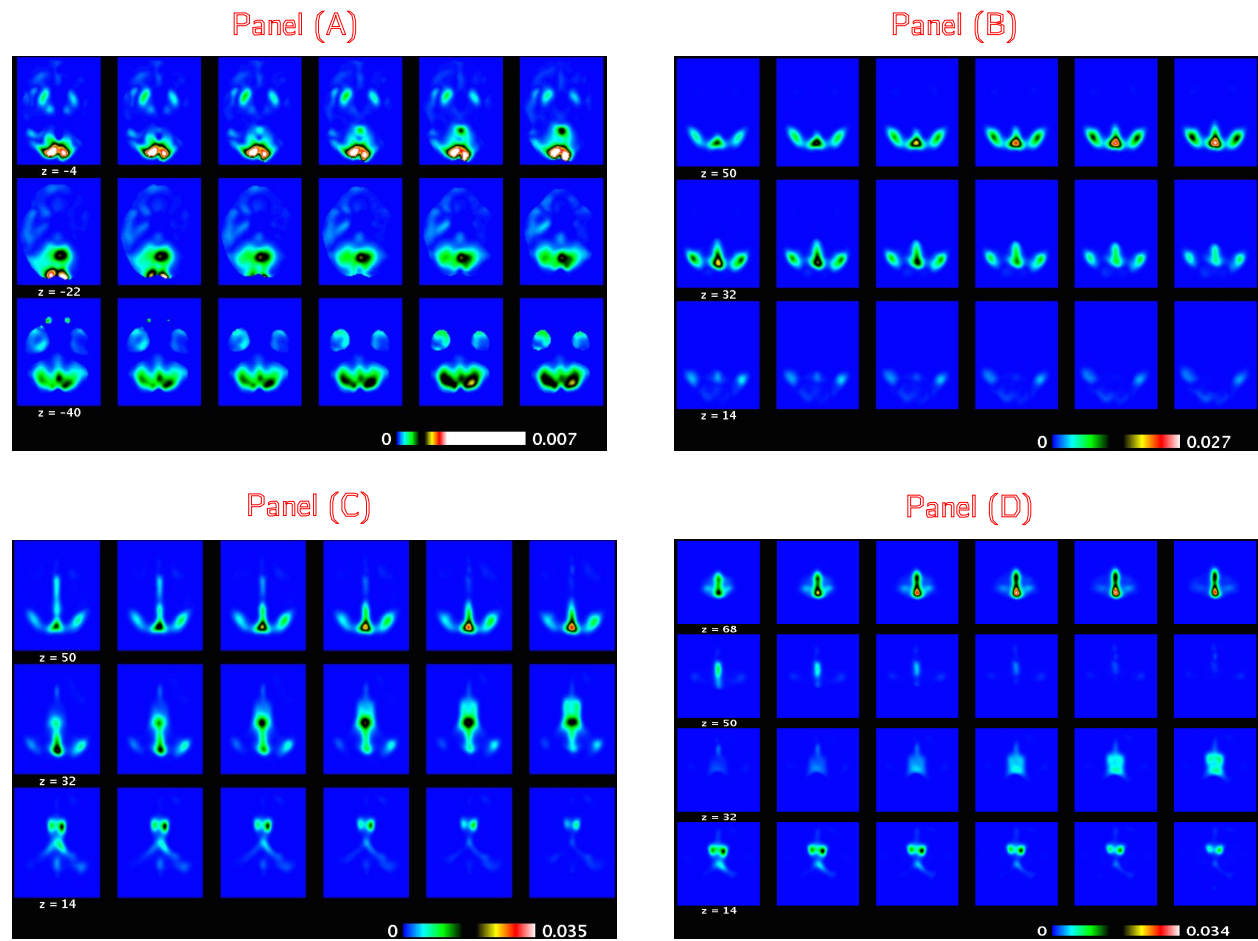 Panel (A)
z = -4
z = -22
z = -40
0 0.007
Panel (B)
z = 50
z = 32
z = 14
0 0.027
Panel (C)
z = 50
z = 32
z = 14
0 0.035
Panel (D)
z = 68
z = 50
z = 32
z = 14
0 0.034